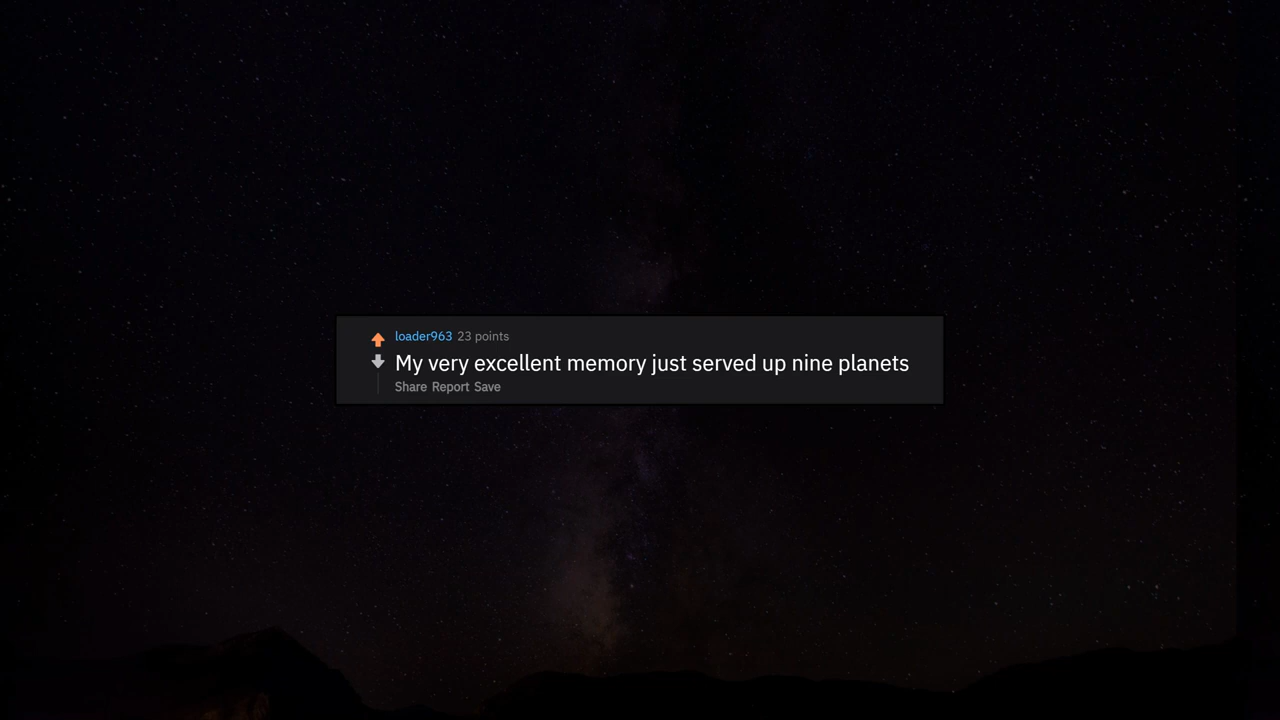 loader963 23 points
My very excellent memory just served up nine planets
Share Report Save